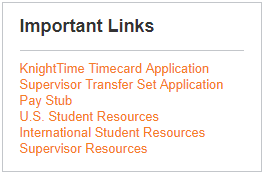 Important Links
KnightTime Timecard Application
Supervisor Transfer Set Application
Pay Stub
U.S. Student Resources
International Student Resources
Supervisor Resources